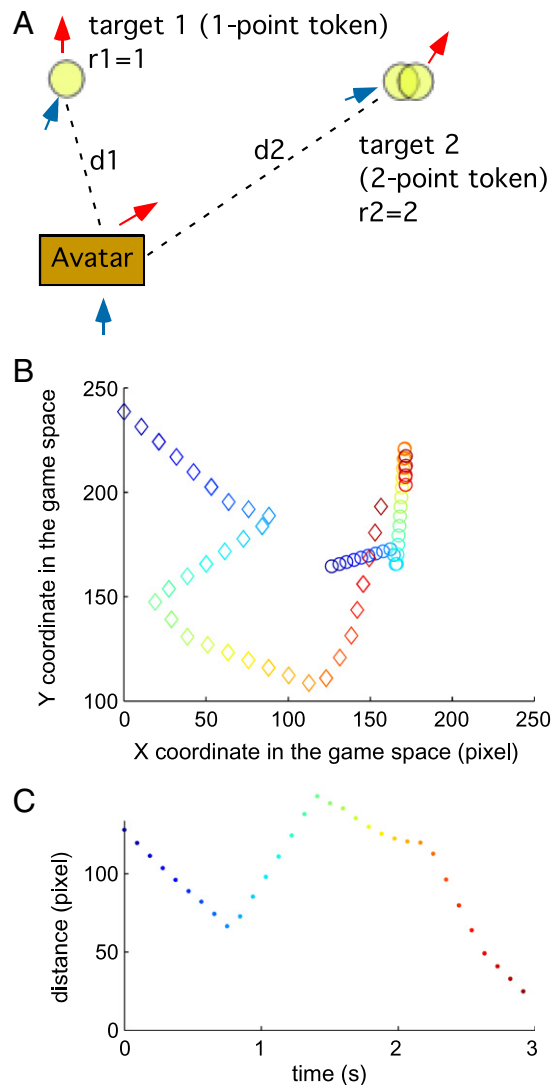 A
target 1 (1-point token)
r1=1
d1
d2
target 2
(2-point token)
r2=2
Avatar
B
Y coordinate in the game space
250
200
150
100
0
50
100
150
200
250
X coordinate in the game space (pixel)
C
distance (pixel)
100
50
0
0
1
2
3
time (s)